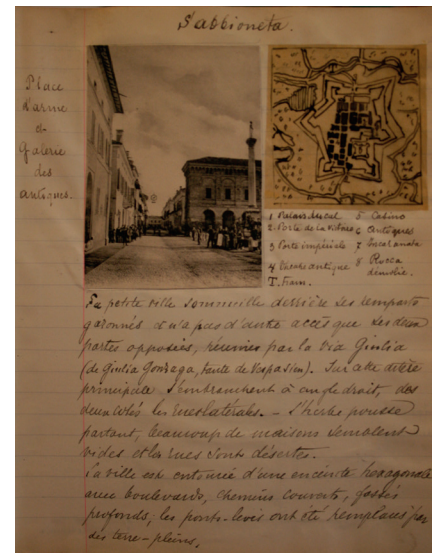 Sabbioneta.
Place
d'arme
et
Galerie
des
antiques.
1 Palais ducal
2 Porte de la Victoire
3 Porte impériale
4 Musée antique
T. Tram.
5 Casino
6 Antiques
7 Incoronata
8 Rocca
démolie.
La petite ville sommeille derrière ses remparts
gazonnés et n'a pas d'autre accès que ses deux
portes opposées, réunies par la Via Giulia
(de Giulia Gonzaga, tante de Vespasien). Sur cette artère
principale s'embranchent à angle droit, des
deux côtés les rues latérales. – L'herbe pousse
partout, beaucoup de maisons semblent
vides et les rues sont désertes.
La ville est entourée d'une enceinte hexagonale
avec boulevards, chemins couverts, fossés
profonds; les ponts-levis ont été remplacés par
des terre-pleins.